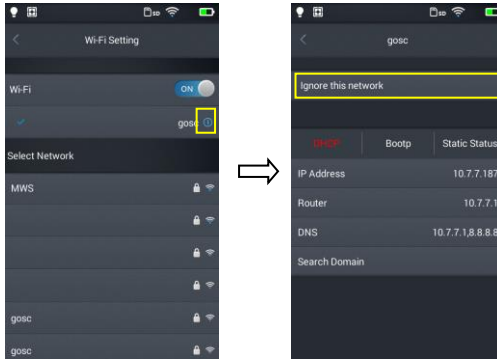 SD
Wi-Fi Setting
Wi-Fi
ON
gosc
Select Network
MWS
gosc
gosc
SD
gosc
Ignore this network
DHCP Bootp Static Status
IP Address 10.7.7.187
Router 10.7.7.1
DNS 10.7.7.1,8.8.8.8
Search Domain